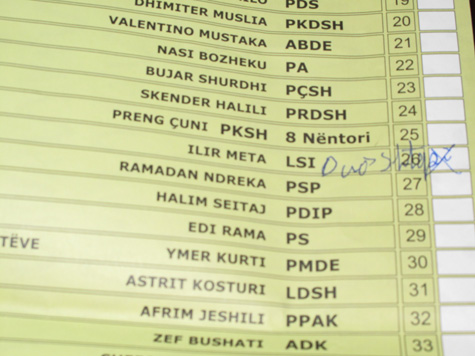 PDS 19
DHIMITER MUSLIA PKDSH 20
VALENTINO MUSTAKA ABDE 21
NASI BOZHEKU PA 22
BUJAR SHURDHI PÇSH 23
SKENDER HALILI PRDSH 24
PRENG ÇUNI PKSH 8 Nëntori 25
ILIR META LSI 26
RAMADAN NDREKA PSP 27
HALIM SEITAJ PDIP 28
EDI RAMA PS 29
TËVE YMER KURTI PMDE 30
ASTRIT KOSTURI LDSH 31
AFRIM JESHILI PPAK 32
ZEF BUSHATI ADK 33